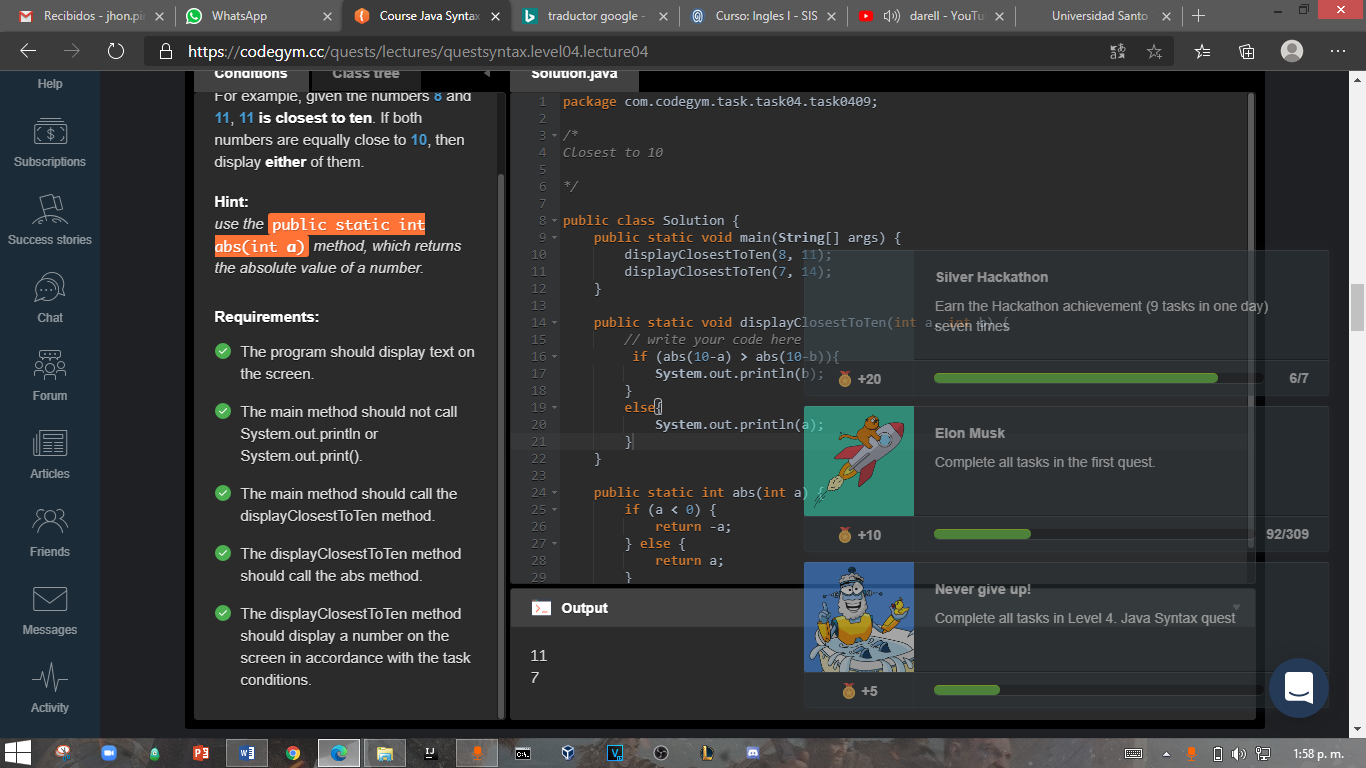 Recibidos - jhon.pi
WhatsApp
Course Java Syntax
traductor google -
Curso: Ingles I - SIS
darell - YouTu
Universidad Santo
https://codegym.cc/quests/lectures/questsyntax.level04.lecture04
Help
Subscriptions
Success stories
Chat
Forum
Articles
Friends
Messages
Activity
Conditions
Class tree
For example, given the numbers 8 and
11, 11 is closest to ten. If both
numbers are equally close to 10, then
display either of them.
Hint:
use the public static int
abs(int a) method, which returns
the absolute value of a number.
Requirements:
The program should display text on
the screen.
The main method should not call
System.out.println or
System.out.print().
The main method should call the
displayClosestToTen method.
The displayClosestToTen method
should call the abs method.
The displayClosestToTen method
should display a number on the
screen in accordance with the task
conditions.
Solution.java
1 package com.codegym.task.task04.task0409;
2
3 /*
4 Closest to 10
5
6 */
7
8 public class Solution {
9     public static void main(String[] args) {
10         displayClosestToTen(8, 11);
11         displayClosestToTen(7, 14);
12     }
13
14     public static void displayClosestToTen(int a, int b) {
15         // write your code here
16          if (abs(10-a) > abs(10-b)){
17             System.out.println(b);
18         }
19         else{
20             System.out.println(a);
21         }
22     }
23
24     public static int abs(int a) {
25         if (a < 0) {
26             return -a;
27         } else {
28             return a;
29         }
Output
11
7
Silver Hackathon
Earn the Hackathon achievement (9 tasks in one day)
seven times
+20
6/7
Elon Musk
Complete all tasks in the first quest.
+10
92/309
Never give up!
Complete all tasks in Level 4. Java Syntax quest
+5
1:58 p. m.